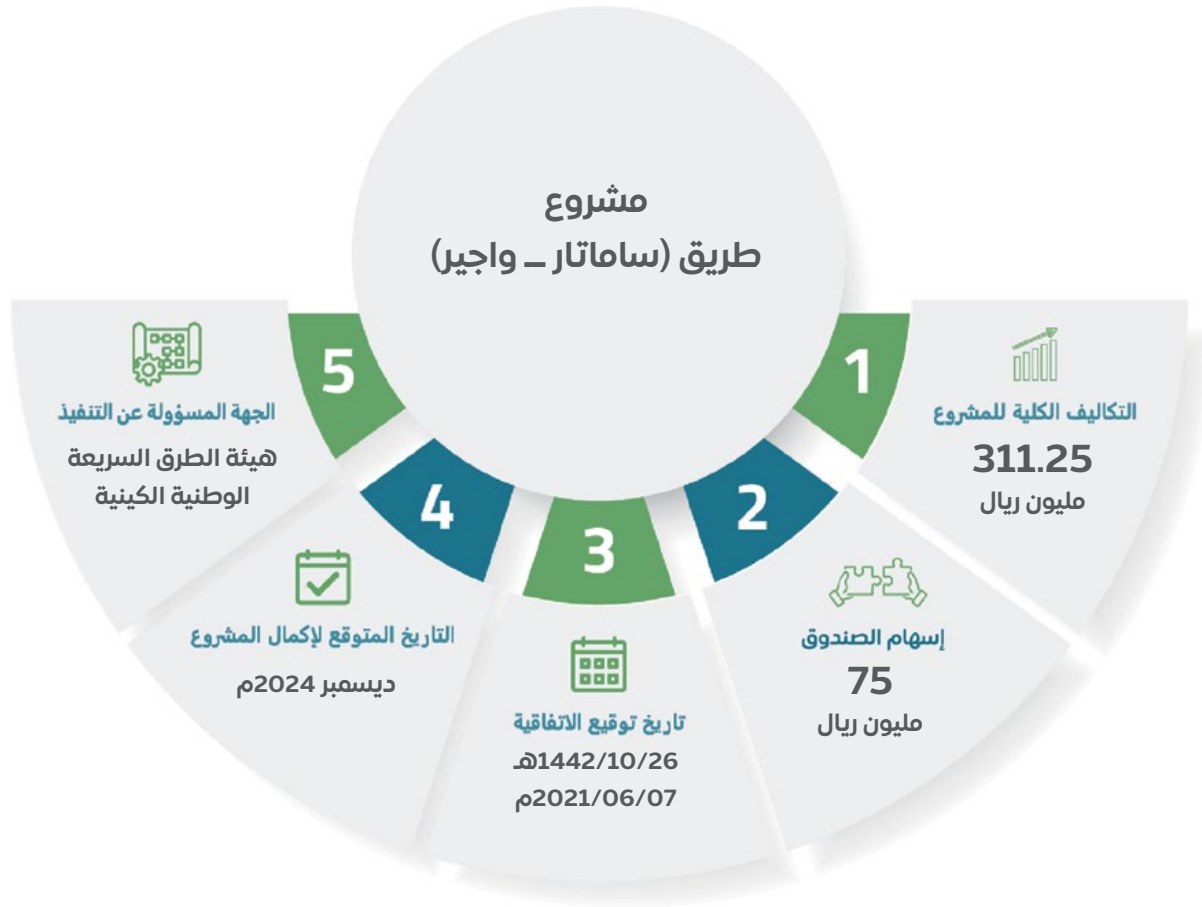 مشروع
طريق (ساماتار – واجير)
1
التكاليف الكلية للمشروع
311.25
مليون ريال
2
إسهام الصندوق
75
مليون ريال
3
تاريخ توقيع الاتفاقية
1442/10/26هـ
2021/06/07م
4
التاريخ المتوقع لإكمال المشروع
ديسمبر 2024م
5
الجهة المسؤولة عن التنفيذ
هيئة الطرق السريعة
الوطنية الكينية